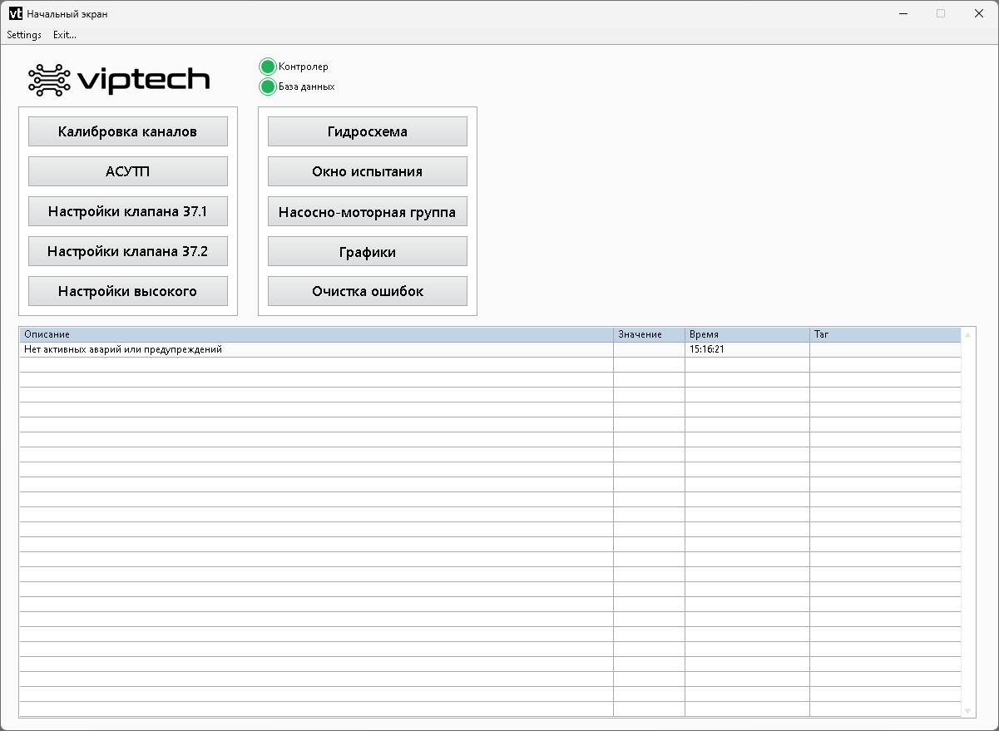 vt Начальный экран
Settings Exit...
viptech
Контролер
База данных
Калибровка каналов
АСУТП
Настройки клапана 37.1
Настройки клапана 37.2
Настройки высокого
Гидросхема
Окно испытания
Насосно-моторная группа
Графики
Очистка ошибок
Описание Значение Время Таг
Нет активных аварий или предупреждений 15:16:21